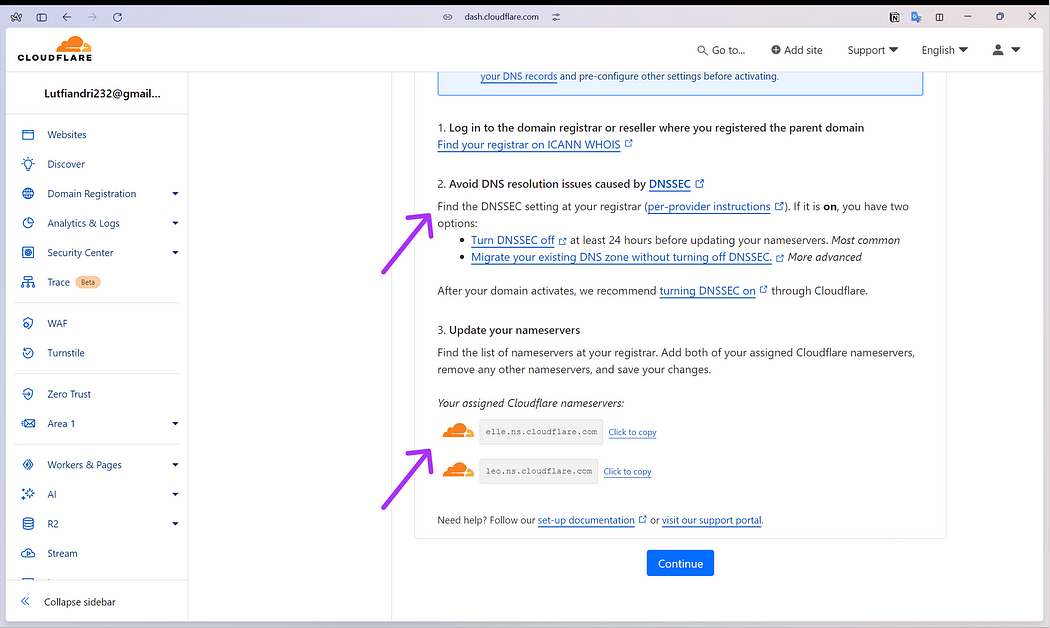 dash.cloudflare.com
CLOUDFLARE
Go to...
Add site
Support
English
Lutfiandri232@gmail...
Websites
Discover
Domain Registration
Analytics & Logs
Security Center
Trace Beta
WAF
Turnstile
Zero Trust
Area 1
Workers & Pages
AI
R2
Stream
Collapse sidebar
your DNS records and pre-configure other settings before activating.
1. Log in to the domain registrar or reseller where you registered the parent domain
Find your registrar on ICANN WHOIS
2. Avoid DNS resolution issues caused by DNSSEC
Find the DNSSEC setting at your registrar (per-provider instructions). If it is on, you have two
options:
• Turn DNSSEC off at least 24 hours before updating your nameservers. Most common
• Migrate your existing DNS zone without turning off DNSSEC. More advanced
After your domain activates, we recommend turning DNSSEC on through Cloudflare.
3. Update your nameservers
Find the list of nameservers at your registrar. Add both of your assigned Cloudflare nameservers,
remove any other nameservers, and save your changes.
Your assigned Cloudflare nameservers:
elle.ns.cloudflare.com Click to copy
leo.ns.cloudflare.com Click to copy
Need help? Follow our set-up documentation or visit our support portal.
Continue